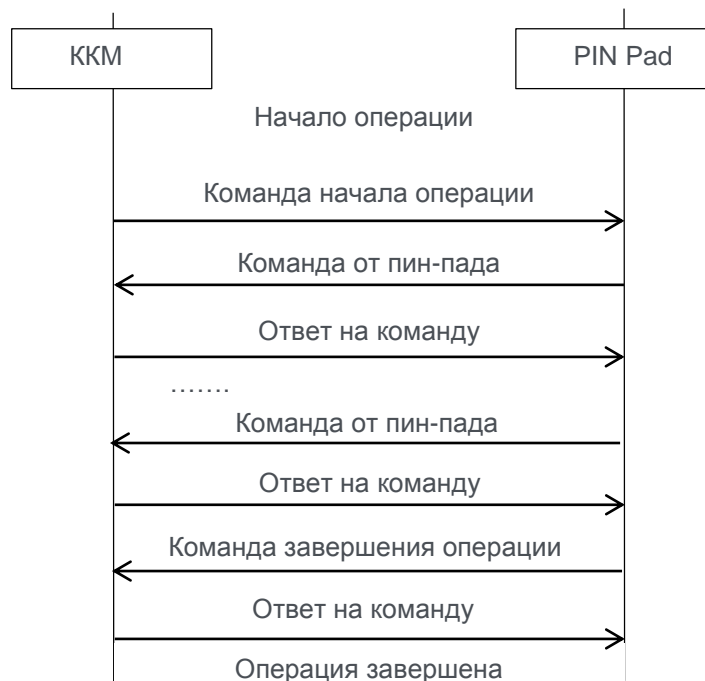 ККМ
PIN Pad
Начало операции
Команда начала операции
Команда от пин-пада
Ответ на команду
.......
Команда от пин-пада
Ответ на команду
Команда завершения операции
Ответ на команду
Операция завершена